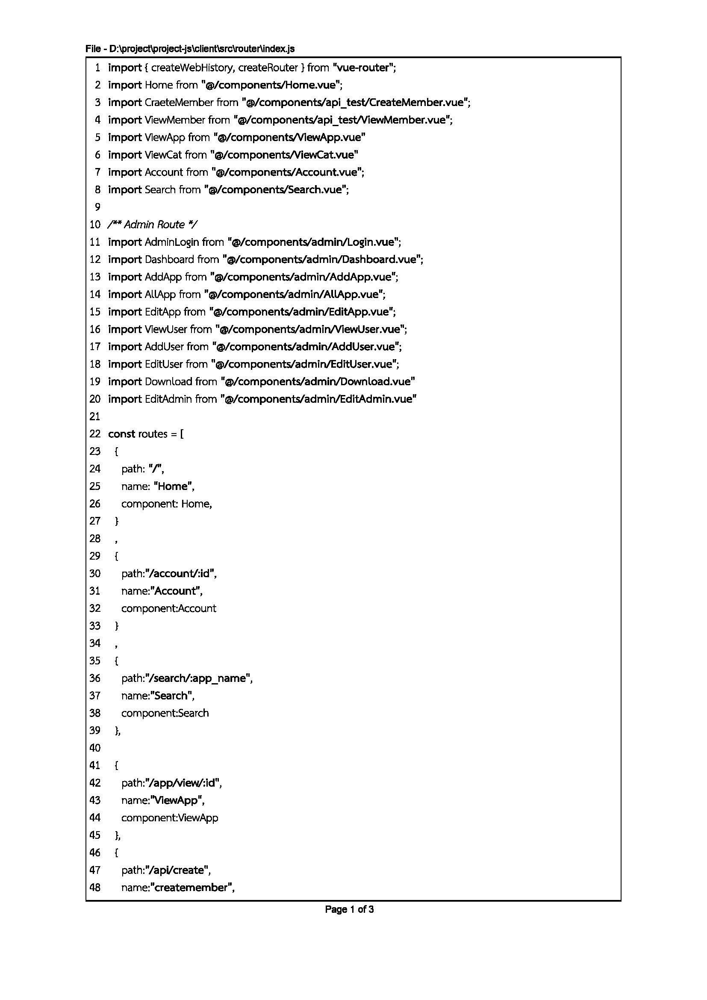 File - D:\project\project-js\client\src\router\index.js
1 import { createWebHistory, createRouter } from "vue-router";
2 import Home from "@/components/Home.vue";
3 import CraeteMember from "@/components/api_test/CreateMember.vue";
4 import ViewMember from "@/components/api_test/ViewMember.vue";
5 import ViewApp from "@/components/ViewApp.vue"
6 import ViewCat from "@/components/ViewCat.vue"
7 import Account from "@/components/Account.vue";
8 import Search from "@/components/Search.vue";
9
10 /** Admin Route */
11 import AdminLogin from "@/components/admin/Login.vue";
12 import Dashboard from "@/components/admin/Dashboard.vue";
13 import AddApp from "@/components/admin/AddApp.vue";
14 import AllApp from "@/components/admin/AllApp.vue";
15 import EditApp from "@/components/admin/EditApp.vue";
16 import ViewUser from "@/components/admin/ViewUser.vue";
17 import AddUser from "@/components/admin/AddUser.vue";
18 import EditUser from "@/components/admin/EditUser.vue";
19 import Download from "@/components/admin/Download.vue"
20 import EditAdmin from "@/components/admin/EditAdmin.vue"
21
22 const routes = [
23 {
24 path: "/",
25 name: "Home",
26 component: Home,
27 }
28 ,
29 {
30 path:"/account/:id",
31 name:"Account",
32 component:Account
33 }
34 ,
35 {
36 path:"/search/:app_name",
37 name:"Search",
38 component:Search
39 },
40
41 {
42 path:"/app/view/:id",
43 name:"ViewApp",
44 component:ViewApp
45 },
46 {
47 path:"/api/create",
48 name:"createmember",
Page 1 of 3